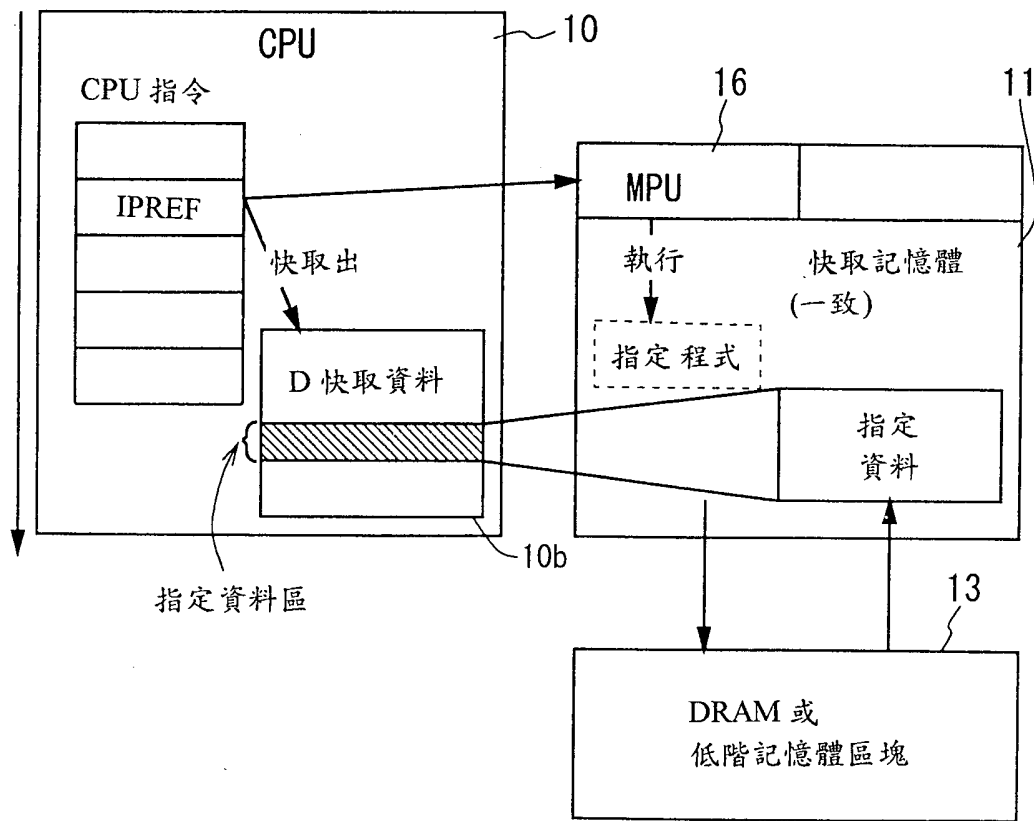 CPU
10
CPU 指令
IPREF
快取出
D 快取資料
10b
指定資料區
16
11
MPU
執行
快取記憶體
(一致)
指定 程式
指定
資料
13
DRAM 或
低階記憶體區塊